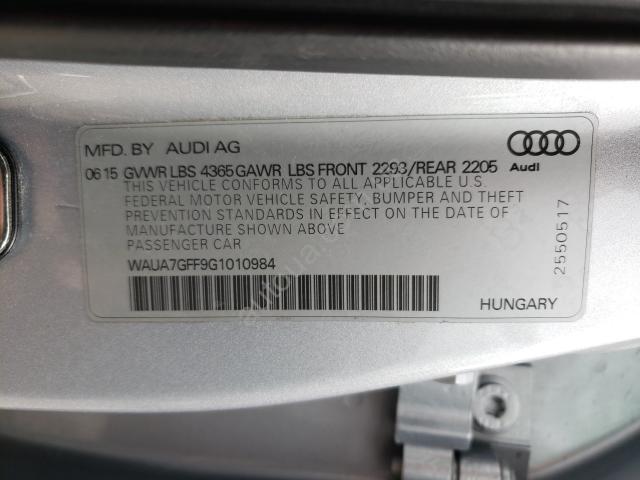 MFD. BY AUDI AG
0615 GVWR LBS 4365 GAWR LBS FRONT 2293/REAR 2205
Audi
THIS VEHICLE CONFORMS TO ALL APPLICABLE U.S.
FEDERAL MOTOR VEHICLE SAFETY, BUMPER AND THEFT
PREVENTION STANDARDS IN EFFECT ON THE DATE OF
MANUFACTURE SHOWN ABOVE
PASSENGER CAR
WAUA7GFF9G1010984
2550517
HUNGARY